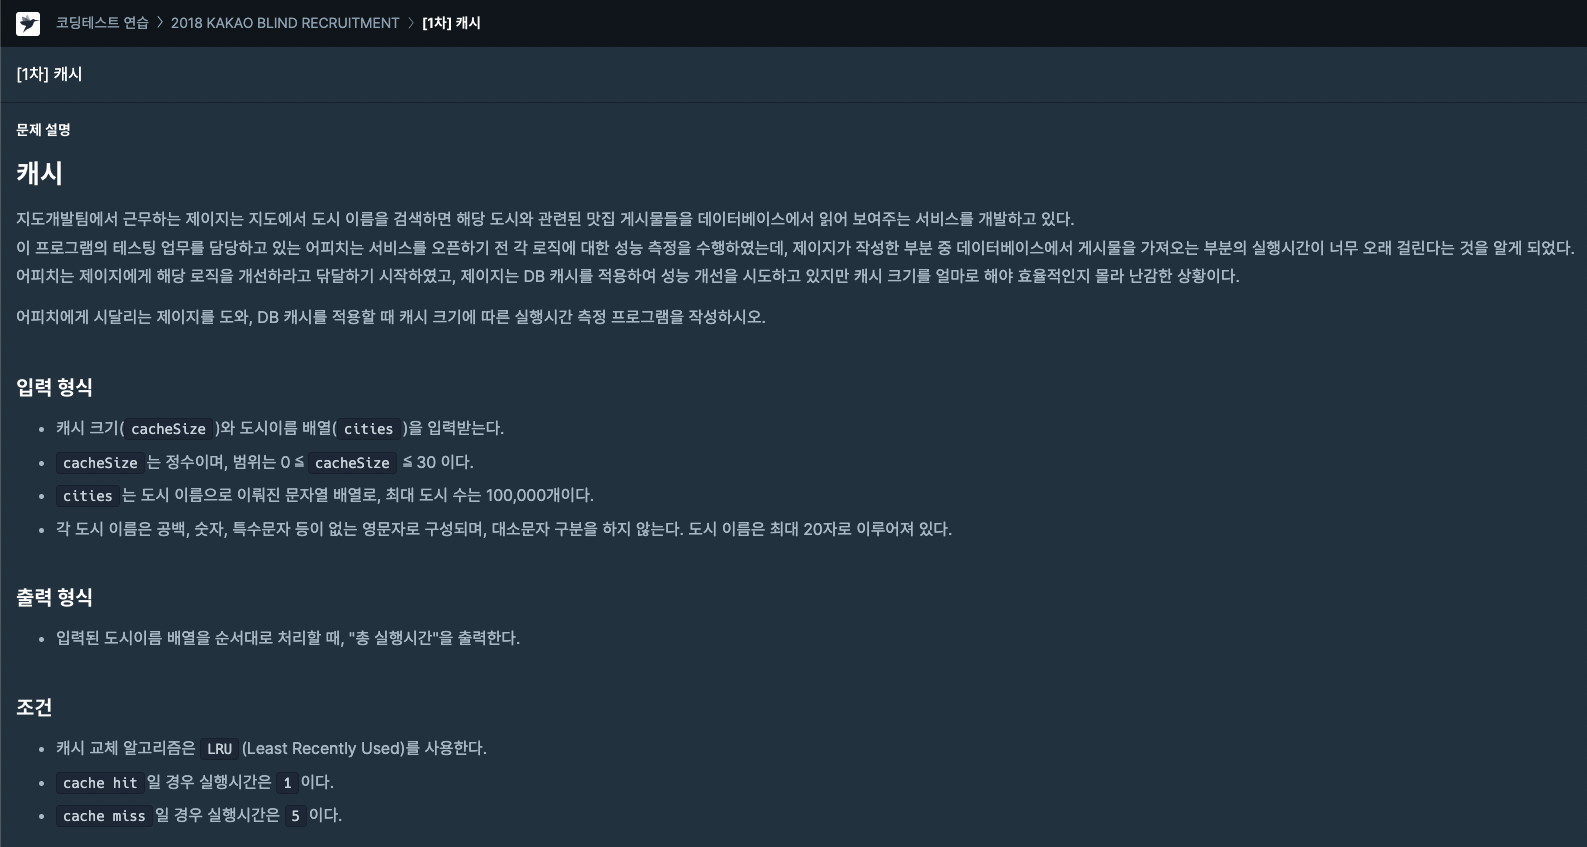 코딩테스트 연습 > 2018 KAKAO BLIND RECRUITMENT > [1차] 캐시
[1차] 캐시
문제 설명
캐시
지도개발팀에서 근무하는 제이지는 지도에서 도시 이름을 검색하면 해당 도시와 관련된 맛집 게시물들을 데이터베이스에서 읽어 보여주는 서비스를 개발하고 있다.
이 프로그램의 테스팅 업무를 담당하고 있는 어피치는 서비스를 오픈하기 전 각 로직에 대한 성능 측정을 수행하였는데, 제이지가 작성한 부분 중 데이터베이스에서 게시물을 가져오는 부분의 실행시간이 너무 오래 걸린다는 것을 알게 되었다.
어피치는 제이지에게 해당 로직을 개선하라고 닦달하기 시작하였고, 제이지는 DB 캐시를 적용하여 성능 개선을 시도하고 있지만 캐시 크기를 얼마로 해야 효율적인지 몰라 난감한 상황이다.
어피치에게 시달리는 제이지를 도와, DB 캐시를 적용할 때 캐시 크기에 따른 실행시간 측정 프로그램을 작성하시오.
입력 형식
• 캐시 크기( cacheSize )와 도시이름 배열( cities )을 입력받는다.
• cacheSize 는 정수이며, 범위는 0 ≦ cacheSize ≦ 30 이다.
• cities 는 도시 이름으로 이뤄진 문자열 배열로, 최대 도시 수는 100,000개이다.
• 각 도시 이름은 공백, 숫자, 특수문자 등이 없는 영문자로 구성되며, 대소문자 구분을 하지 않는다. 도시 이름은 최대 20자로 이루어져 있다.
출력 형식
• 입력된 도시이름 배열을 순서대로 처리할 때, "총 실행시간"을 출력한다.
조건
• 캐시 교체 알고리즘은 LRU (Least Recently Used)를 사용한다.
• cache hit 일 경우 실행시간은 1 이다.
• cache miss 일 경우 실행시간은 5 이다.